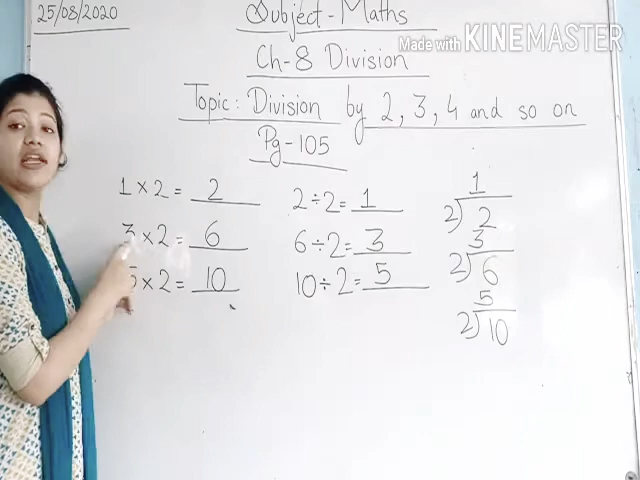 25/08/2020
Subject - Maths
Made with KINEMASTER
Ch-8 Division
Topic: Division by 2, 3, 4 and so on
Pg-105
1 × 2 = 2
2 ÷ 2 = 1
1
2)2
3 × 2 = 6
6 ÷ 2 = 3
3
2)6
5 × 2 = 10
10 ÷ 2 = 5
5
2)10